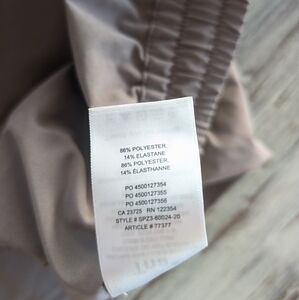 86% POLYESTER,
14% ELASTANE
86% POLYESTER,
14% ÉLASTHANNE
PO 4500127354
PO 4500127355
PO 4500127356
CA 23725 RN 122354
STYLE # SPZ3-60024-20
ARTICLE # 77377